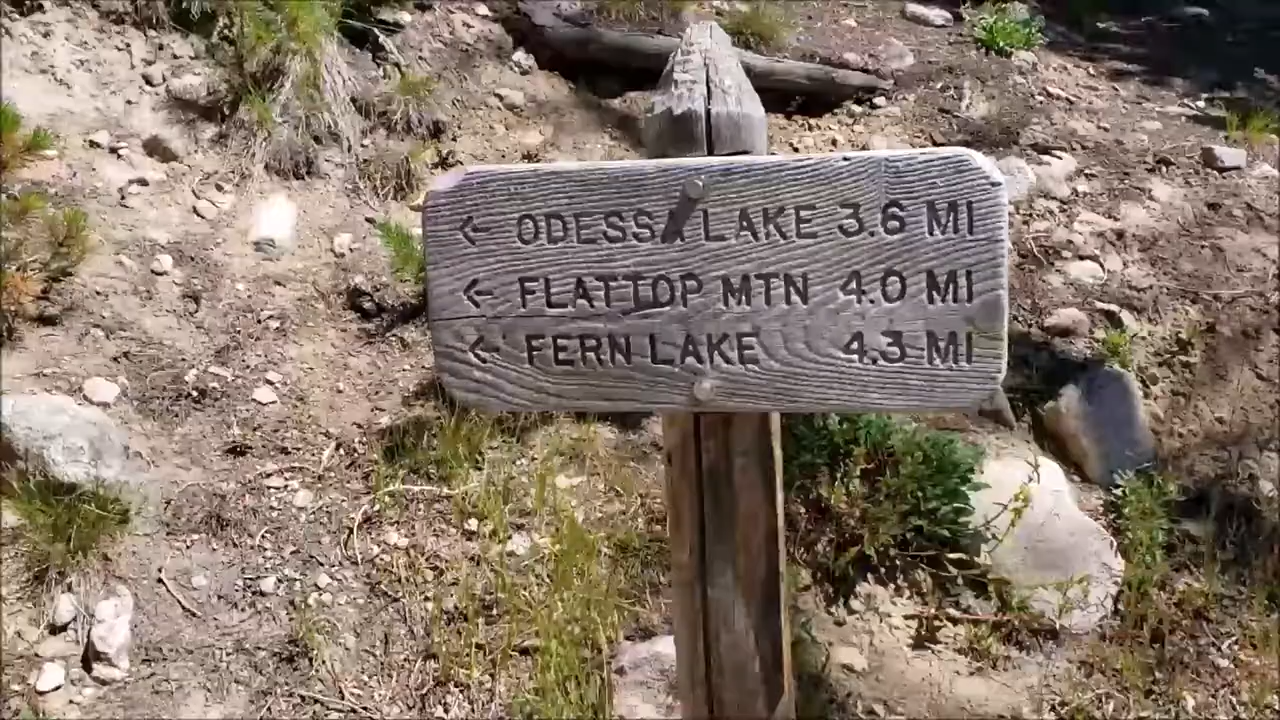 ← ODESSA LAKE 3.6 MI
← FLATTOP MTN 4.0 MI
← FERN LAKE 4.3 MI